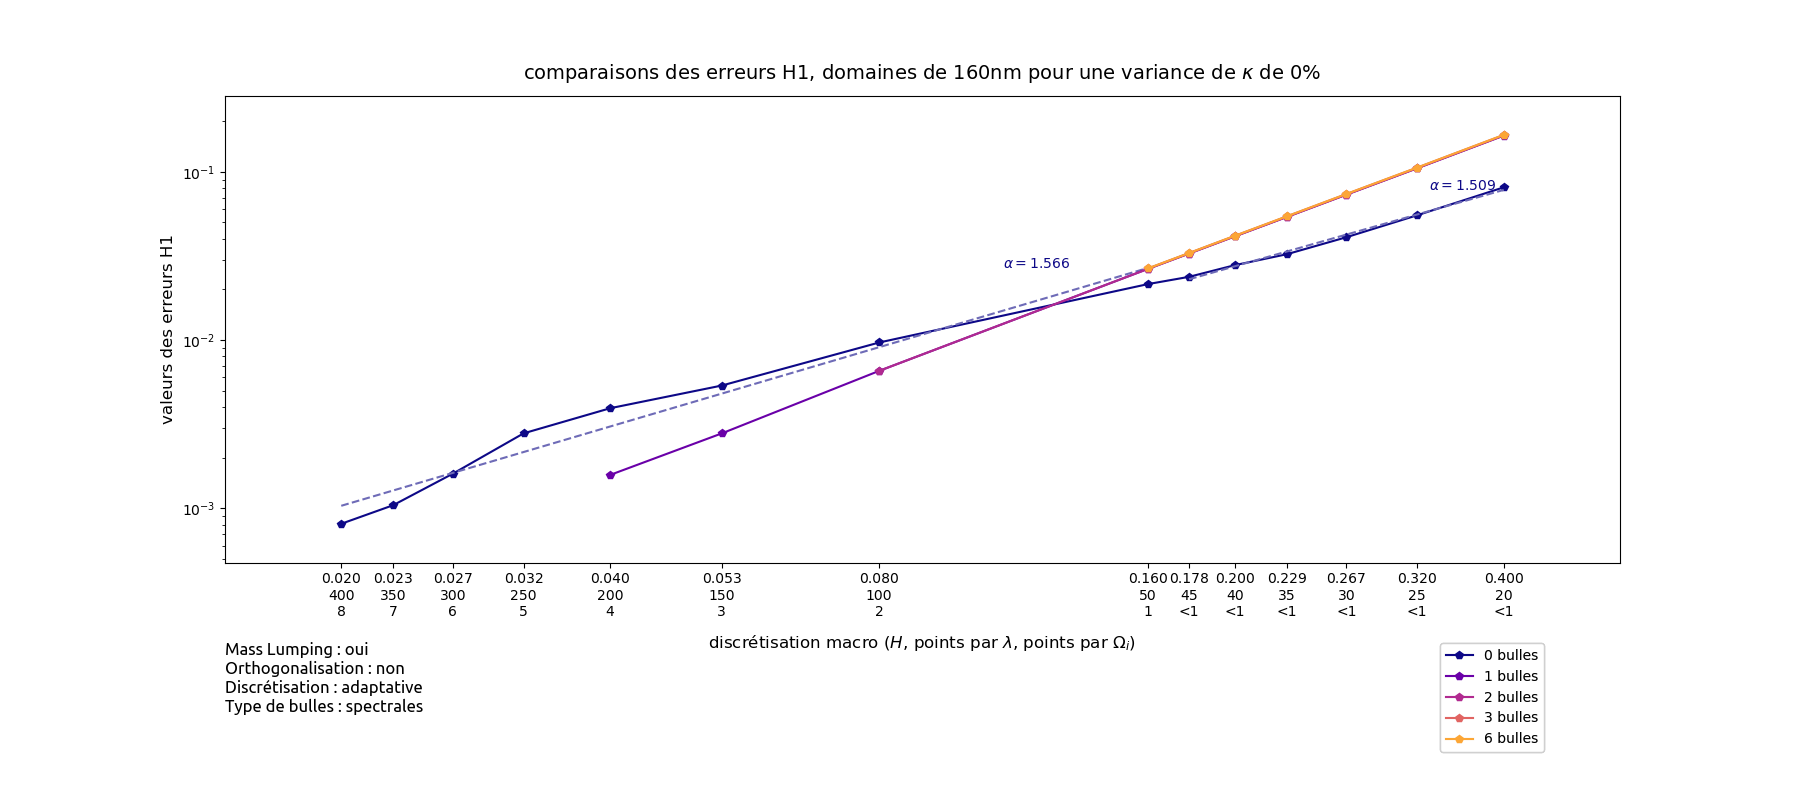 comparaisons des erreurs H1, domaines de 160nm pour une variance de κ de 0%
valeurs des erreurs H1
10⁻¹
10⁻²
10⁻³
α = 1.566
α = 1.509
0.020 0.023 0.027 0.032 0.040 0.053 0.080 0.160 0.178 0.200 0.229 0.267 0.320 0.400
400 350 300 250 200 150 100 50 45 40 35 30 25 20
8 7 6 5 4 3 2 1 <1 <1 <1 <1 <1 <1
discrétisation macro (H, points par λ, points par Ωᵢ)
Mass Lumping : oui
Orthogonalisation : non
Discrétisation : adaptative
Type de bulles : spectrales
0 bulles
1 bulles
2 bulles
3 bulles
6 bulles